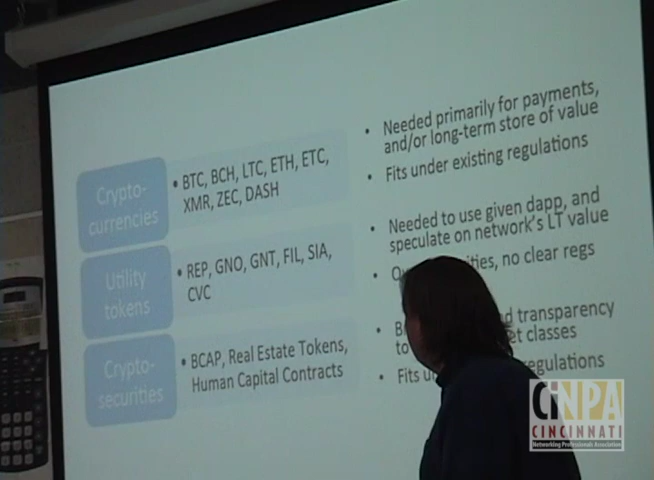 Crypto-
currencies
• BTC, BCH, LTC, ETH, ETC,
XMR, ZEC, DASH
• Needed primarily for payments,
and/or long-term store of value
• Fits under existing regulations
Utility
tokens
• REP, GNO, GNT, FIL, SIA,
CVC
• Needed to use given dapp, and
speculate on network's LT value
no clear regs
Crypto-
securities
• BCAP, Real Estate Tokens,
Human Capital Contracts
transparency
to classes
• Fits regulations
CiNPA
CINCINNATI
Networking Professionals Association